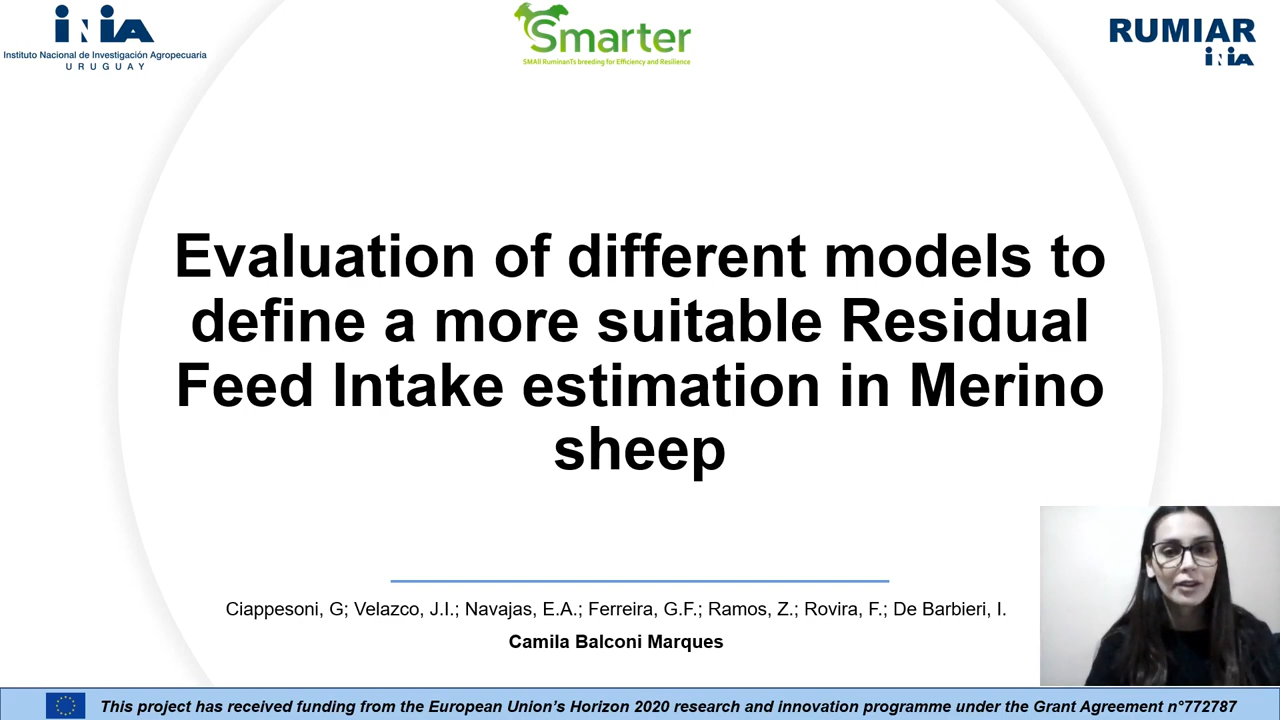 INIA
Instituto Nacional de Investigación Agropecuaria
URUGUAY
Smarter
SMAll RuminanTs breeding for Efficiency and Resilience
RUMIAR
INIA
Evaluation of different models to
define a more suitable Residual
Feed Intake estimation in Merino
sheep
Ciappesoni, G; Velazco, J.I.; Navajas, E.A.; Ferreira, G.F.; Ramos, Z.; Rovira, F.; De Barbieri, I.
Camila Balconi Marques
This project has received funding from the European Union’s Horizon 2020 research and innovation programme under the Grant Agreement n°772787